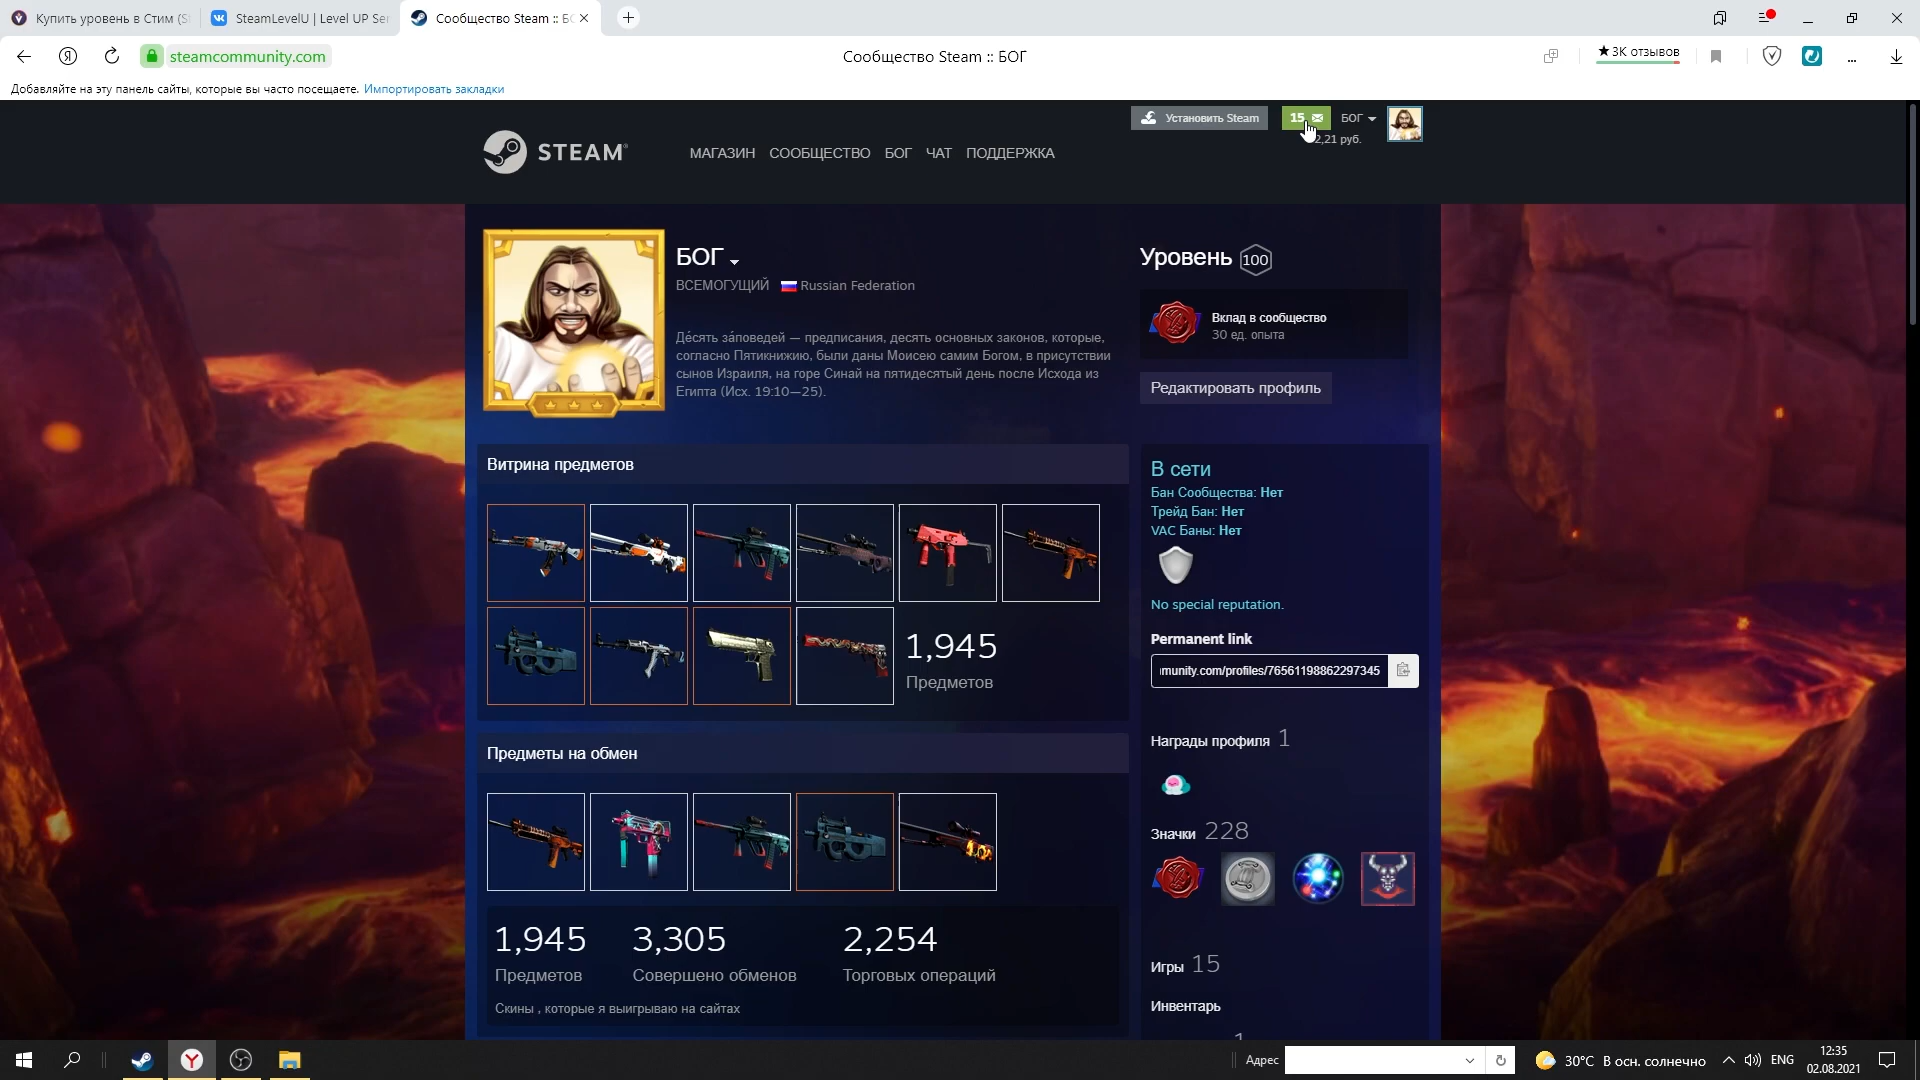 Купить уровень в Стим (S
SteamLevelU | Level UP Ser
Сообщество Steam :: БО
steamcommunity.com
Сообщество Steam :: БОГ
★3К отзывов
Добавляйте на эту панель сайты, которые вы часто посещаете. Импортировать закладки
Установить Steam
15
БОГ
2,21 руб.
STEAM
МАГАЗИН СООБЩЕСТВО БОГ ЧАТ ПОДДЕРЖКА
БОГ
ВСЕМОГУЩИЙ Russian Federation
Де́сять за́поведей — предписания, десять основных законов, которые,
согласно Пятикнижию, были даны Моисею самим Богом, в присутствии
сынов Израиля, на горе Синай на пятидесятый день после Исхода из
Египта (Исх. 19:10—25).
Уровень 100
Вклад в сообщество
30 ед. опыта
Редактировать профиль
Витрина предметов
1,945
Предметов
Предметы на обмен
1,945 3,305 2,254
Предметов Совершено обменов Торговых операций
Скины , которые я выигрываю на сайтах
В сети
Бан Сообщества: Нет
Трейд Бан: Нет
VAC Баны: Нет
No special reputation.
Permanent link
munity.com/profiles/76561198862297345
Награды профиля 1
Значки 228
Игры 15
Инвентарь
Адрес
30°C В осн. солнечно
ENG
12:35
02.08.2021